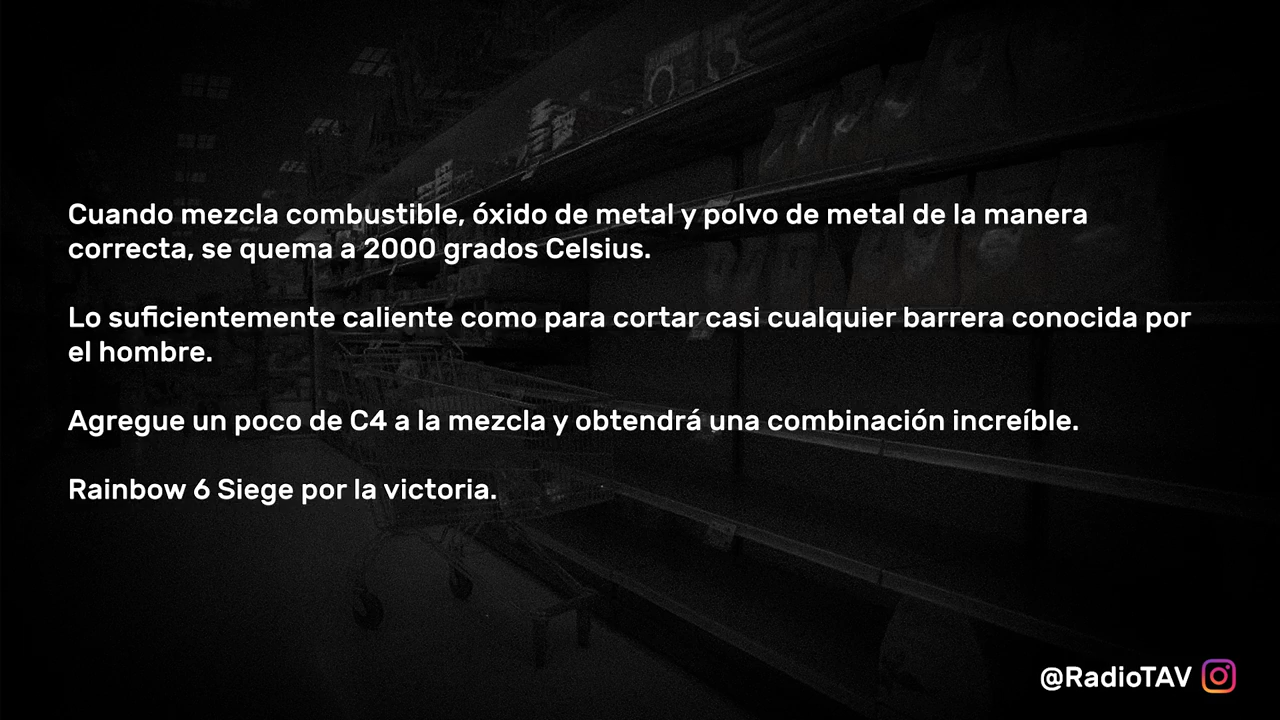 Cuando mezcla combustible, óxido de metal y polvo de metal de la manera
correcta, se quema a 2000 grados Celsius.
Lo suficientemente caliente como para cortar casi cualquier barrera conocida por
el hombre.
Agregue un poco de C4 a la mezcla y obtendrá una combinación increíble.
Rainbow 6 Siege por la victoria.
@RadioTAV